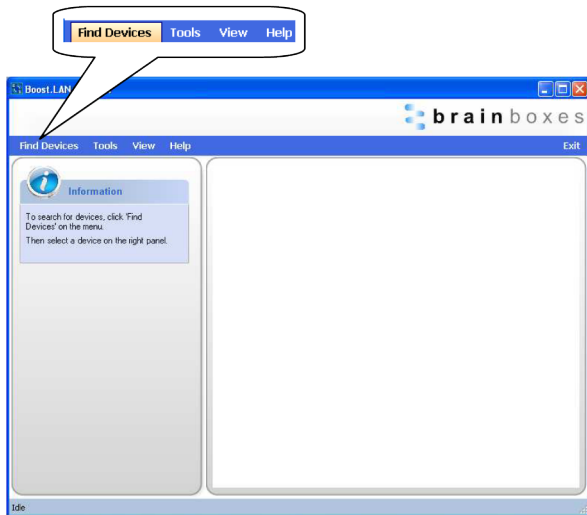 Find Devices Tools View Help
Boost.LAN
brainboxes
Find Devices Tools View Help Exit
Information
To search for devices, click 'Find
Devices' on the menu.
Then select a device on the right panel.
Idle